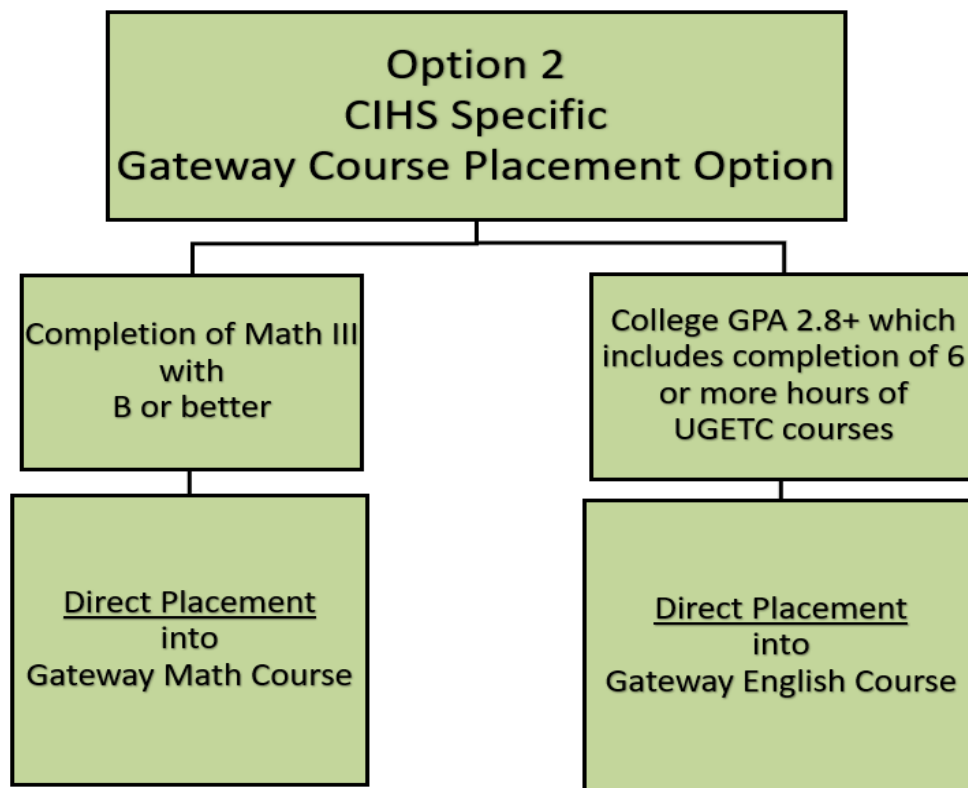 Option 2
CIHS Specific
Gateway Course Placement Option
Completion of Math III
with
B or better
College GPA 2.8+ which
includes completion of 6
or more hours of
UGETC courses
Direct Placement
into
Gateway Math Course
Direct Placement
into
Gateway English Course